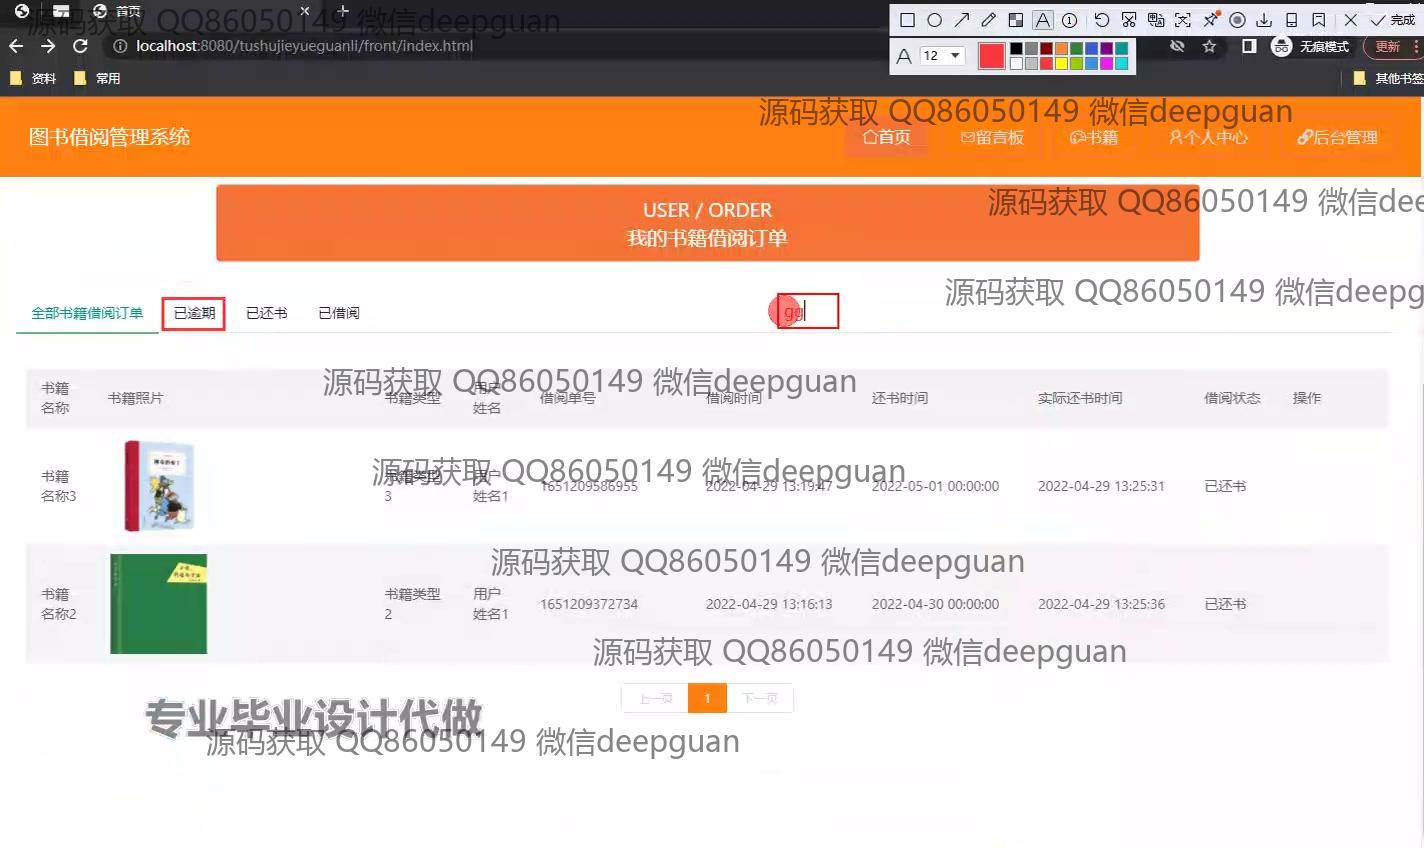 首页
源码获取 QQ86050149 微信deepguan
完成
localhost:8080/tushujieyueguanli/front/index.html
12
无痕模式
更新
资料
常用
其他书签
源码获取 QQ86050149 微信deepguan
图书借阅管理系统
首页
留言板
书籍
个人中心
后台管理
源码获取 QQ86050149 微信dee
USER / ORDER
我的书籍借阅订单
源码获取 QQ86050149 微信deepg
全部书籍借阅订单
已逾期
已还书
已借阅
gg
源码获取 QQ86050149 微信deepguan
书籍名称
书籍照片
书籍类型
用户姓名
借阅单号
借阅时间
还书时间
实际还书时间
借阅状态
操作
源码获取 QQ86050149 微信deepguan
书籍名称3
书籍类型3
用户姓名1
1651209586955
2022-04-29 13:19:47
2022-05-01 00:00:00
2022-04-29 13:25:31
已还书
源码获取 QQ86050149 微信deepguan
书籍名称2
书籍类型2
用户姓名1
1651209372734
2022-04-29 13:16:13
2022-04-30 00:00:00
2022-04-29 13:25:36
已还书
源码获取 QQ86050149 微信deepguan
上一页
1
下一页
专业毕业设计代做
源码获取 QQ86050149 微信deepguan